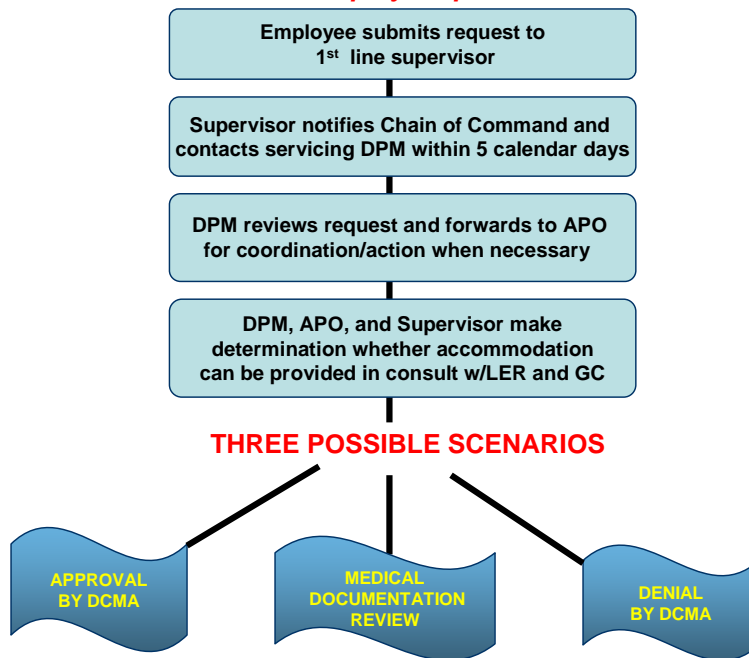 Employee submits request to
1st line supervisor
Supervisor notifies Chain of Command and
contacts servicing DPM within 5 calendar days
DPM reviews request and forwards to APO
for coordination/action when necessary
DPM, APO, and Supervisor make
determination whether accommodation
can be provided in consult w/LER and GC
THREE POSSIBLE SCENARIOS
APPROVAL
BY DCMA
MEDICAL
DOCUMENTATION
REVIEW
DENIAL
BY DCMA